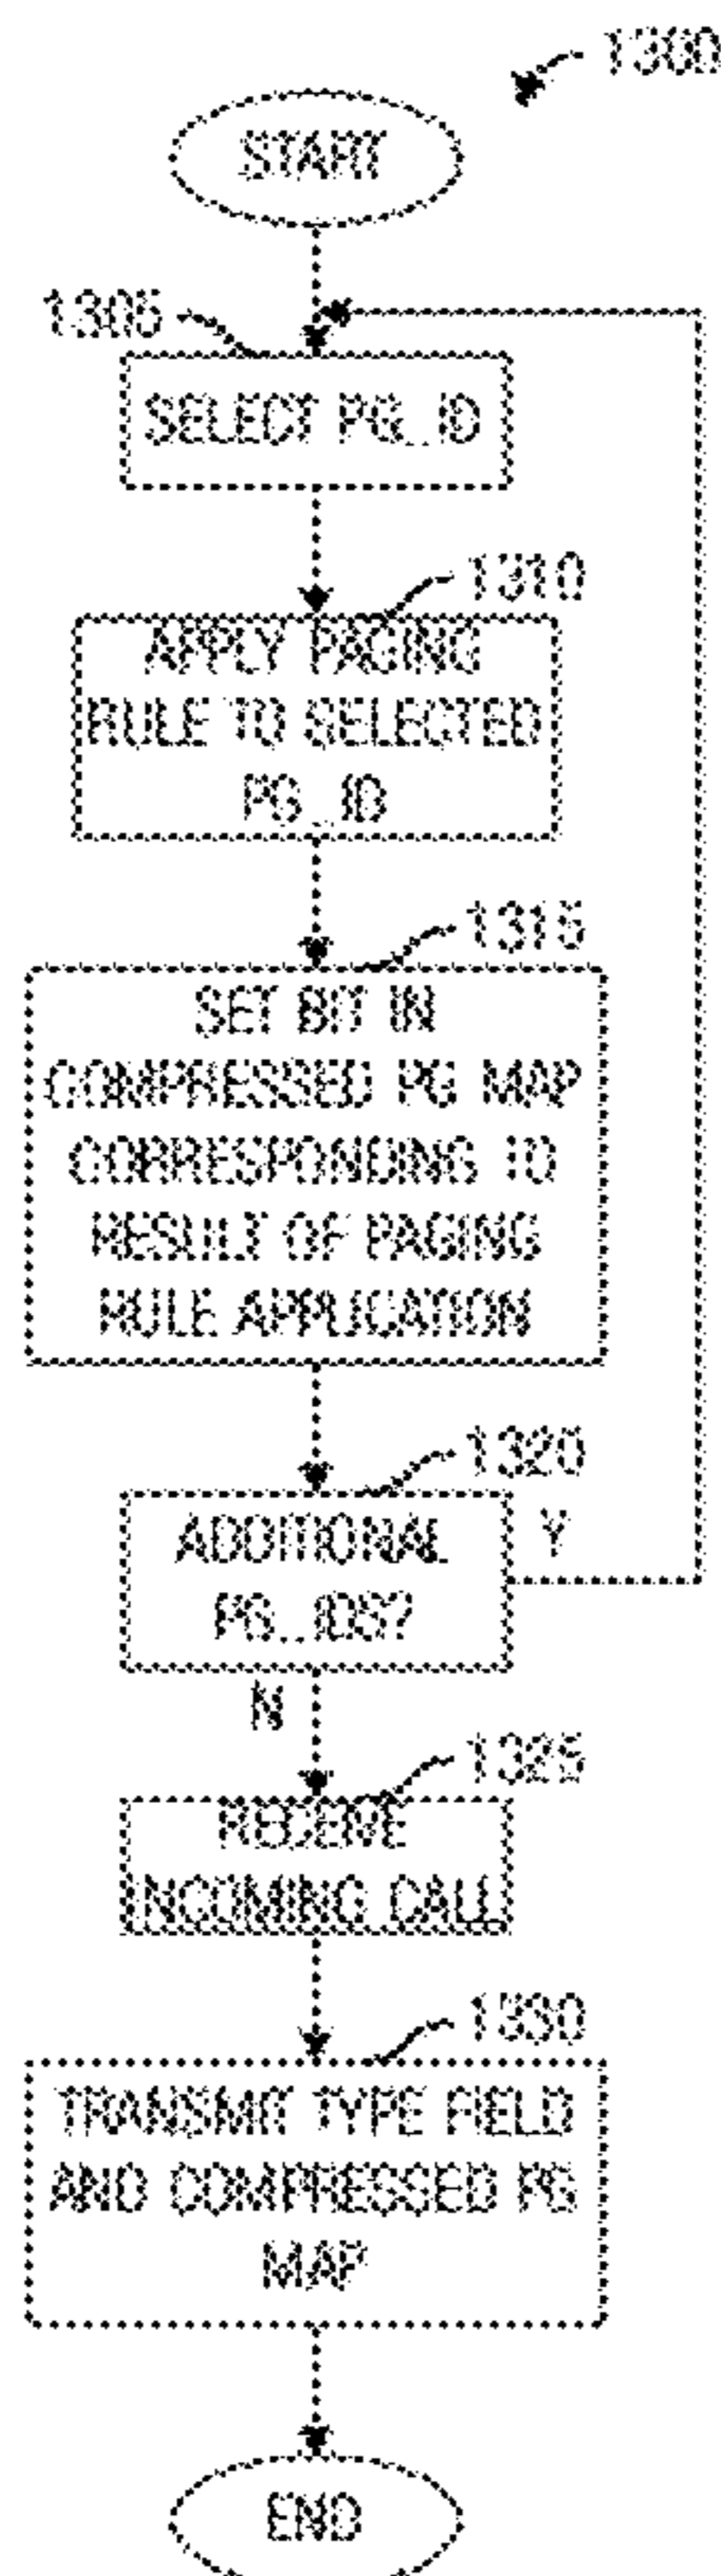 1300
START
1305
SELECT PG_ID
1310
APPLY PAGING
RULE TO SELECTED
PG_ID
1315
SET BIT IN
COMPRESSED PG MAP
CORRESPONDING TO
RESULT OF PAGING
RULE APPLICATION
1320
ADDITIONAL
PG_IDS?
Y
N
1325
RECEIVE
INCOMING CALL
1330
TRANSMIT TYPE FIELD
AND COMPRESSED PG
MAP
END